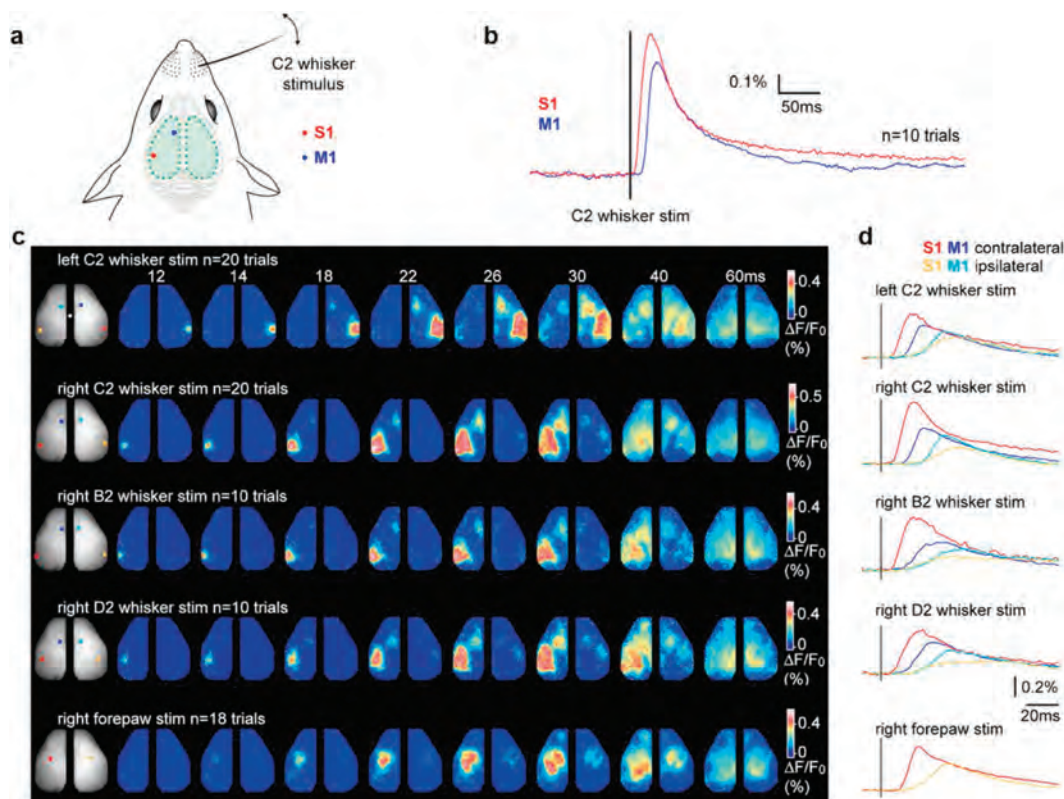 a
C2 whisker
stimulus
S1
M1
b
S1
M1
0.1%
50ms
n=10 trials
C2 whisker stim
c
left C2 whisker stim n=20 trials
12 14 18 22 26 30 40 60ms
0.4
0
ΔF/F₀
(%)
right C2 whisker stim n=20 trials
0.5
0
ΔF/F₀
(%)
right B2 whisker stim n=10 trials
0.4
0
ΔF/F₀
(%)
right D2 whisker stim n=10 trials
0.4
0
ΔF/F₀
(%)
right forepaw stim n=18 trials
0.4
0
ΔF/F₀
(%)
d
S1 M1 contralateral
S1 M1 ipsilateral
left C2 whisker stim
right C2 whisker stim
right B2 whisker stim
right D2 whisker stim
0.2%
20ms
right forepaw stim